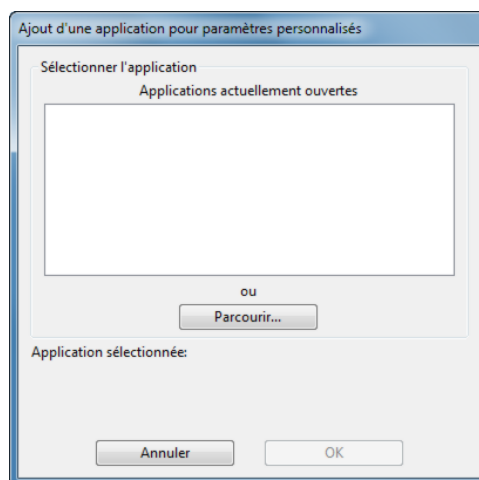 Ajout d'une application pour paramètres personnalisés
Sélectionner l'application
Applications actuellement ouvertes
ou
Parcourir...
Application sélectionnée:
Annuler
OK